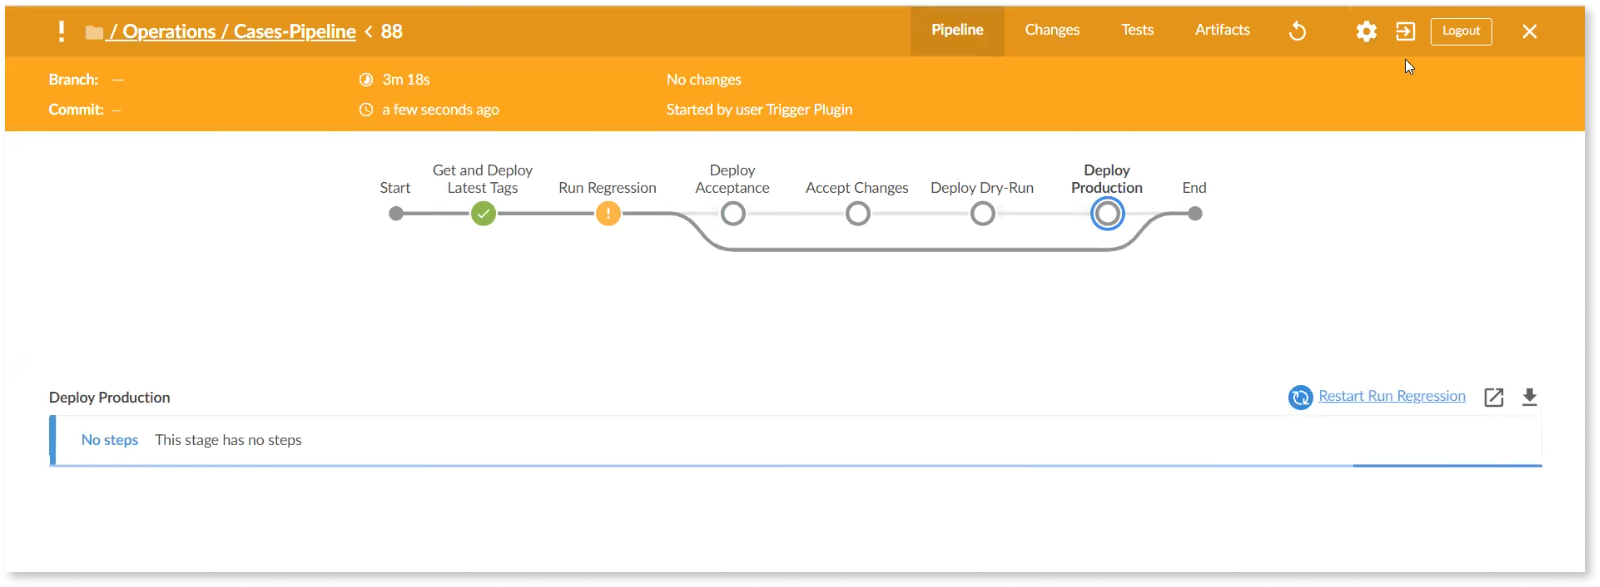 / Operations / Cases-Pipeline < 88
Pipeline
Changes
Tests
Artifacts
Logout
Branch: —
3m 18s
No changes
Commit: —
a few seconds ago
Started by user Trigger Plugin
Start
Get and Deploy
Latest Tags
Run Regression
Deploy
Acceptance
Accept Changes
Deploy Dry-Run
Deploy
Production
End
Deploy Production
Restart Run Regression
No steps This stage has no steps